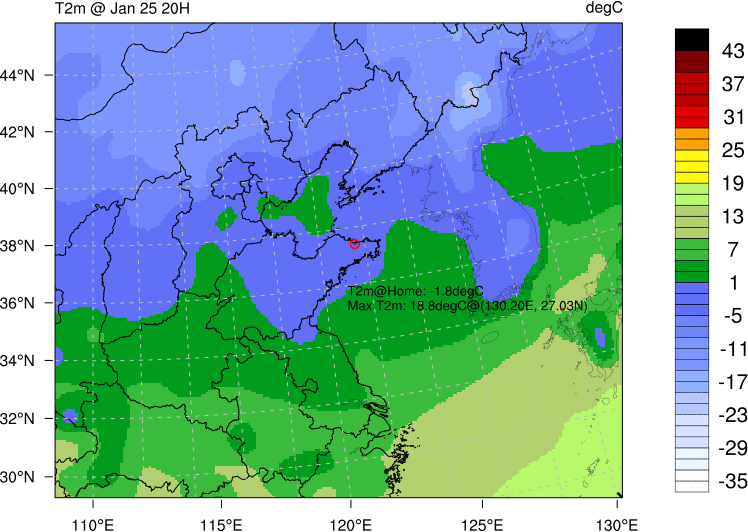 T2m @ Jan 25 20H
degC
44°N
42°N
40°N
38°N
36°N
34°N
32°N
30°N
T2m@Home: -1.8degC
Max T2m: 18.8degC@(130.20E, 27.03N)
110°E
115°E
120°E
125°E
130°E
43
37
31
25
19
13
7
1
-5
-11
-17
-23
-29
-35